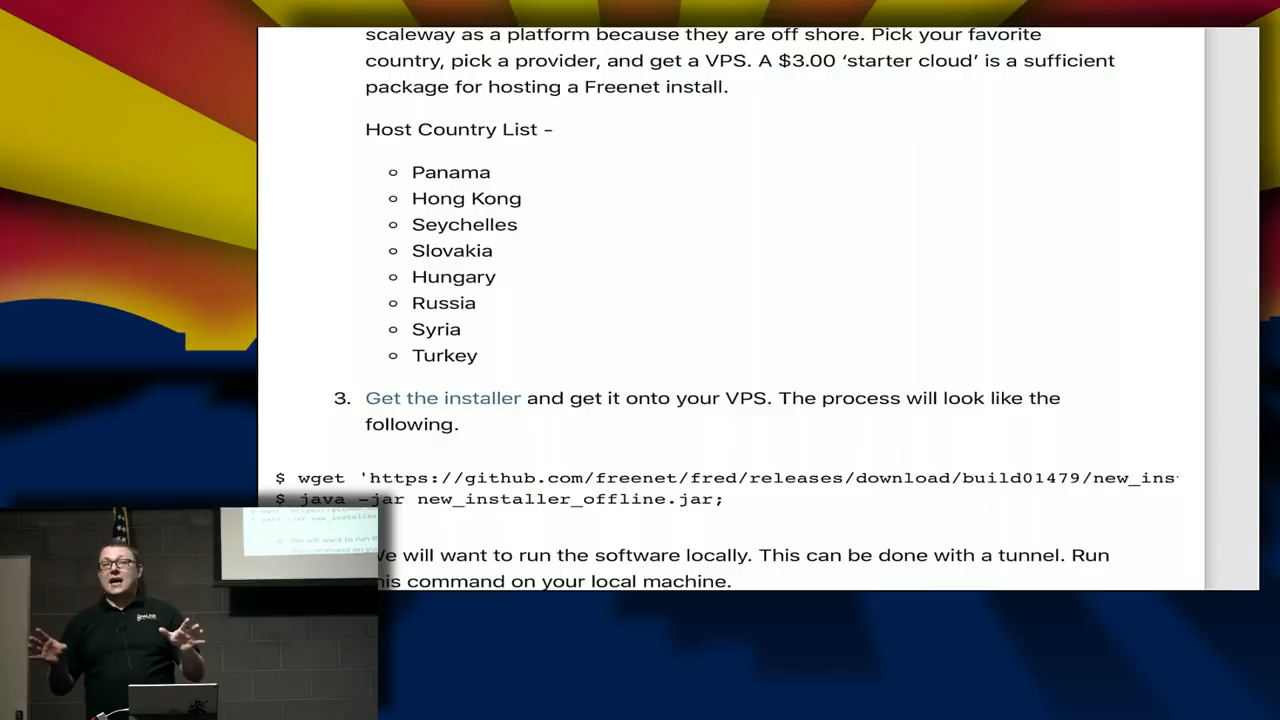 scaleway as a platform because they are off shore. Pick your favorite
country, pick a provider, and get a VPS. A $3.00 ‘starter cloud’ is a sufficient
package for hosting a Freenet install.
Host Country List –
Panama
Hong Kong
Seychelles
Slovakia
Hungary
Russia
Syria
Turkey
3. Get the installer and get it onto your VPS. The process will look like the
following.
$ wget 'https://github.com/freenet/fred/releases/download/build01479/new_ins
$ java -jar new_installer_offline.jar;
We will want to run the software locally. This can be done with a tunnel. Run
this command on your local machine.